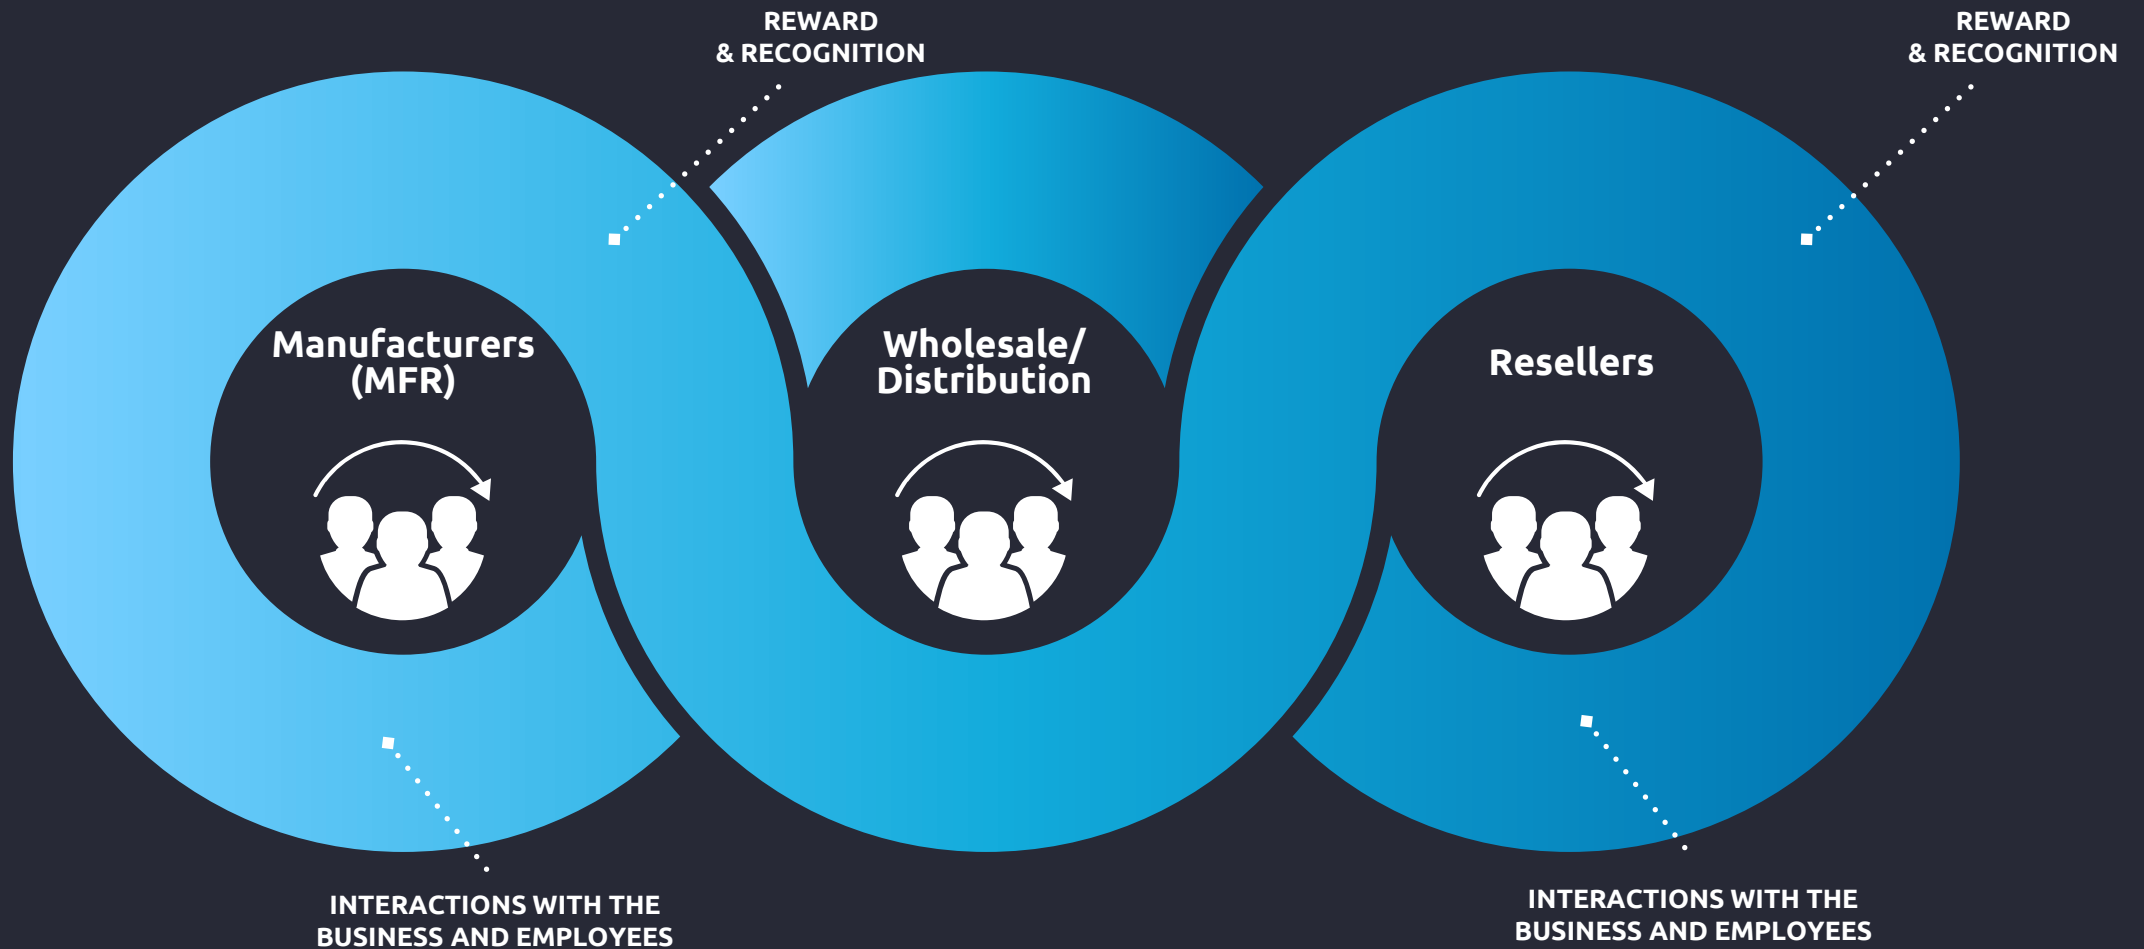 REWARD
& RECOGNITION
REWARD
& RECOGNITION
Manufacturers
(MFR)
Wholesale/
Distribution
Resellers
INTERACTIONS WITH THE
BUSINESS AND EMPLOYEES
INTERACTIONS WITH THE
BUSINESS AND EMPLOYEES